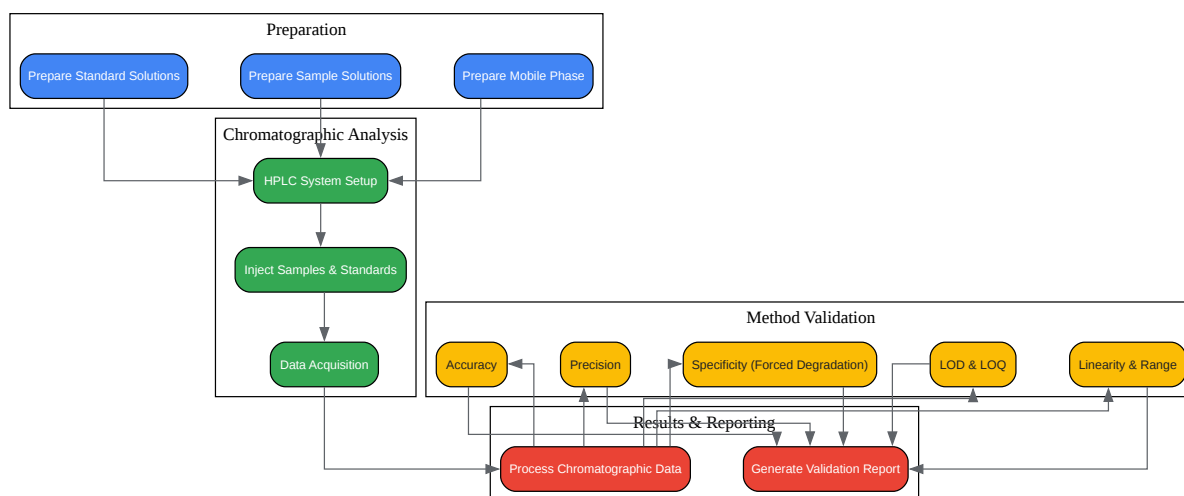 Preparation
Prepare Standard Solutions
Prepare Sample Solutions
Prepare Mobile Phase
Chromatographic Analysis
HPLC System Setup
Inject Samples & Standards
Data Acquisition
Method Validation
Accuracy
Precision
Specificity (Forced Degradation)
LOD & LOQ
Linearity & Range
Results & Reporting
Process Chromatographic Data
Generate Validation Report